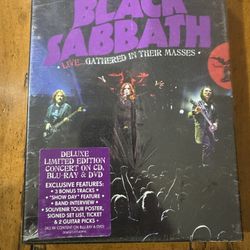 BLACK
SABBATH
LIVE...GATHERED IN THEIR MASSES
DELUXE
LIMITED EDITION
CONCERT ON CD,
BLU-RAY & DVD
EXCLUSIVE FEATURES:
• 3 BONUS TRACKS •
"SHOW DAY" FEATURE
• BAND INTERVIEW •
• SOUVENIR TOUR POSTER,
SIGNED SET LIST, TICKET
& 2 GUITAR PICKS •